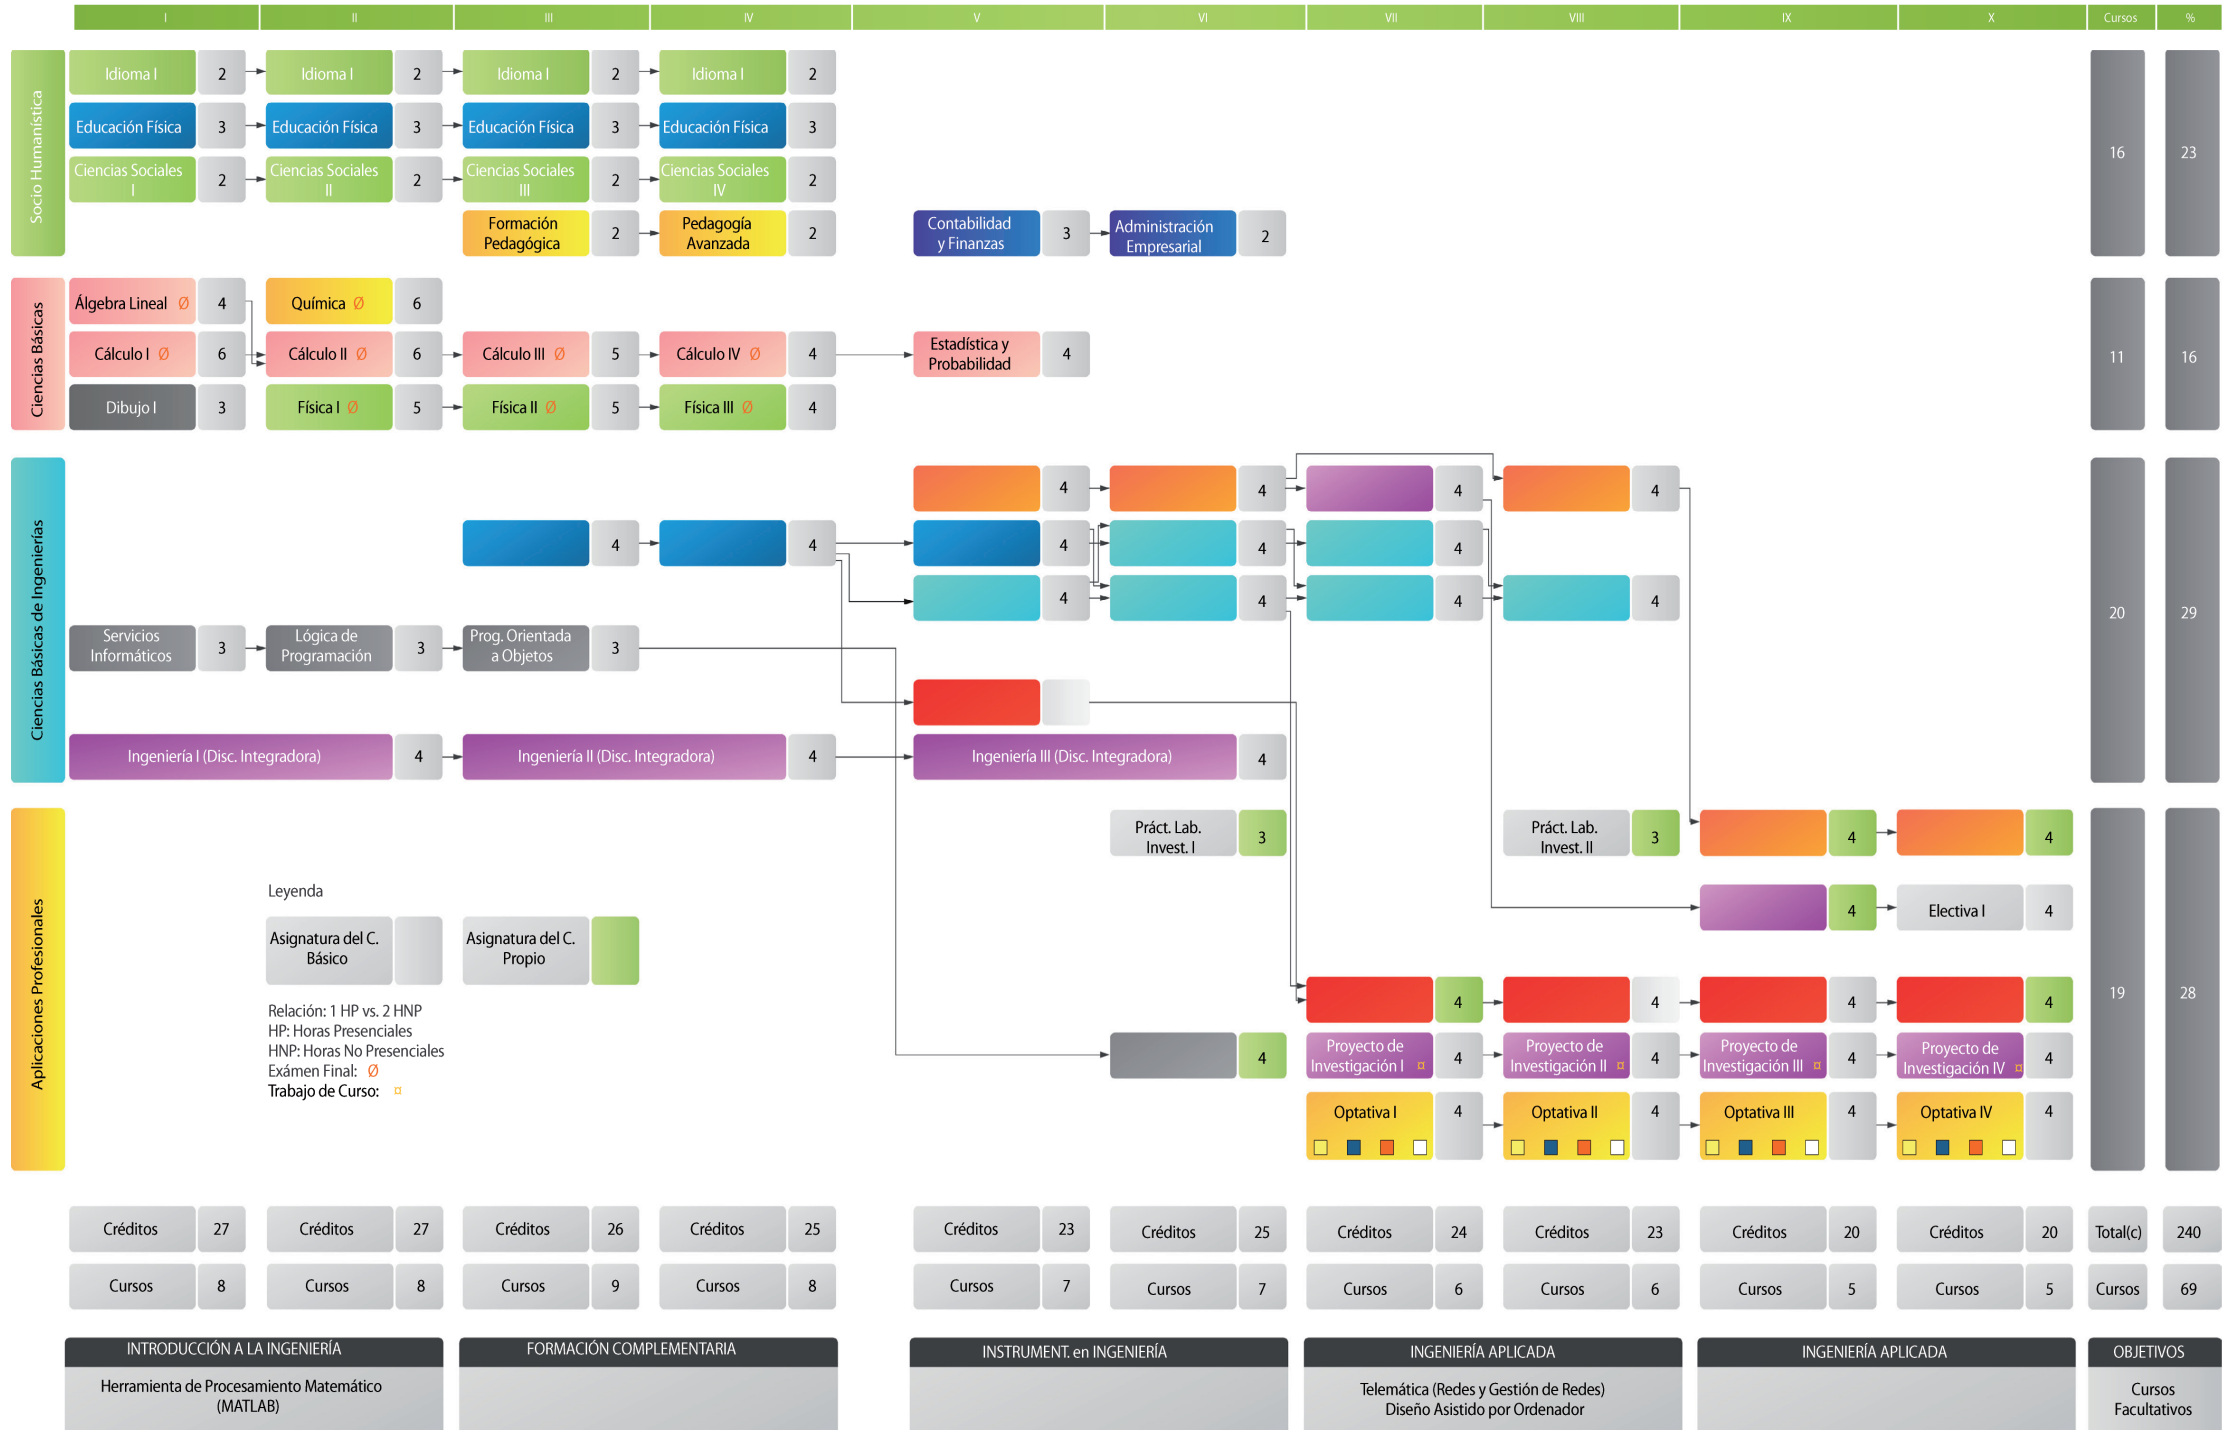 I II III IV V VI VII VIII IX X Cursos %
Socio Humanística
Idioma I 2 Idioma I 2 Idioma I 2 Idioma I 2
Educación Física 3 Educación Física 3 Educación Física 3 Educación Física 3
Ciencias Sociales 2 Ciencias Sociales 2 Ciencias Sociales 2 Ciencias Sociales 2
I II III IV
16 23
Formación 2 Pedagogía 2 Contabilidad 3 Administración 2
Pedagógica Avanzada y Finanzas Empresarial
Ciencias Básicas
Álgebra Lineal Ø 4 Química Ø 6
Cálculo I Ø 6 Cálculo II Ø 6 Cálculo III Ø 5 Cálculo IV Ø 4 Estadística y 4
Probabilidad
11 16
Dibujo I 3 Física I Ø 5 Física II Ø 5 Física III Ø 4
Ciencias Básicas de Ingenierías
4 4 4 4
4 4 4 4 4
4 4 4 4
20 29
Servicios 3 Lógica de 3 Prog. Orientada 3
Informáticos Programación a Objetos
Ingeniería I (Disc. Integradora) 4 Ingeniería II (Disc. Integradora) 4 Ingeniería III (Disc. Integradora) 4
Aplicaciones Profesionales
Práct. Lab. 3 Práct. Lab. 3 4 4
Invest. I Invest. II
4 Electiva I 4
19 28
4 4 4 4
4 Proyecto de 4 Proyecto de 4 Proyecto de 4 Proyecto de 4
Investigación I ¤ Investigación II ¤ Investigación III ¤ Investigación IV ¤
Optativa I 4 Optativa II 4 Optativa III 4 Optativa IV 4
Leyenda
Asignatura del C. Asignatura del C.
Básico Propio
Relación: 1 HP vs. 2 HNP
HP: Horas Presenciales
HNP: Horas No Presenciales
Exámen Final: Ø
Trabajo de Curso: ¤
Créditos 27 Créditos 27 Créditos 26 Créditos 25 Créditos 23 Créditos 25 Créditos 24 Créditos 23 Créditos 20 Créditos 20 Total(c) 240
Cursos 8 Cursos 8 Cursos 9 Cursos 8 Cursos 7 Cursos 7 Cursos 6 Cursos 6 Cursos 5 Cursos 5 Cursos 69
INTRODUCCIÓN A LA INGENIERÍA
Herramienta de Procesamiento Matemático
(MATLAB)
FORMACIÓN COMPLEMENTARIA
INSTRUMENT. en INGENIERÍA
INGENIERÍA APLICADA
Telemática (Redes y Gestión de Redes)
Diseño Asistido por Ordenador
INGENIERÍA APLICADA
OBJETIVOS
Cursos
Facultativos